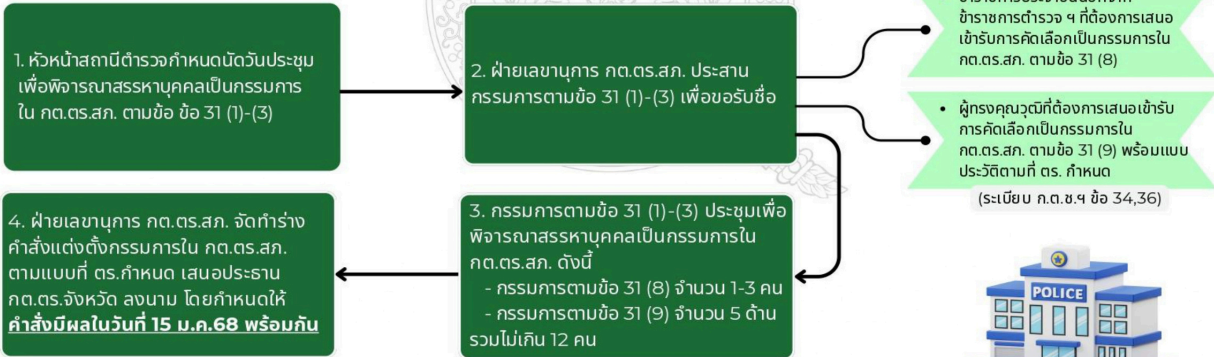 1. หัวหน้าสถานีตำรวจกำหนดนัดวันประชุม
เพื่อพิจารณาสรรหาบุคคลเป็นกรรมการ
ใน กต.ตร.สภ. ตามข้อ ข้อ 31 (1)-(3)
2. ฝ่ายเลขานุการ กต.ตร.สภ. ประสาน
กรรมการตามข้อ 31 (1)-(3) เพื่อขอรับชื่อ
ข้าราชการตำรวจ ฯ ที่ต้องการเสนอ
เข้ารับการคัดเลือกเป็นกรรมการใน
กต.ตร.สภ. ตามข้อ 31 (8)
• ผู้ทรงคุณวุฒิที่ต้องการเสนอเข้ารับ
การคัดเลือกเป็นกรรมการใน
กต.ตร.สภ. ตามข้อ 31 (9) พร้อมแบบ
ประวัติตามที่ ตร. กำหนด
(ระเบียบ ก.ต.ช.ฯ ข้อ 34,36)
3. กรรมการตามข้อ 31 (1)-(3) ประชุมเพื่อ
พิจารณาสรรหาบุคคลเป็นกรรมการใน
กต.ตร.สภ. ดังนี้
- กรรมการตามข้อ 31 (8) จำนวน 1-3 คน
- กรรมการตามข้อ 31 (9) จำนวน 5 ด้าน
รวมไม่เกิน 12 คน
4. ฝ่ายเลขานุการ กต.ตร.สภ. จัดทำร่าง
คำสั่งแต่งตั้งกรรมการใน กต.ตร.สภ.
ตามแบบที่ ตร.กำหนด เสนอประธาน
กต.ตร.จังหวัด ลงนาม โดยกำหนดให้
คำสั่งมีผลในวันที่ 15 ม.ค.68 พร้อมกัน
POLICE